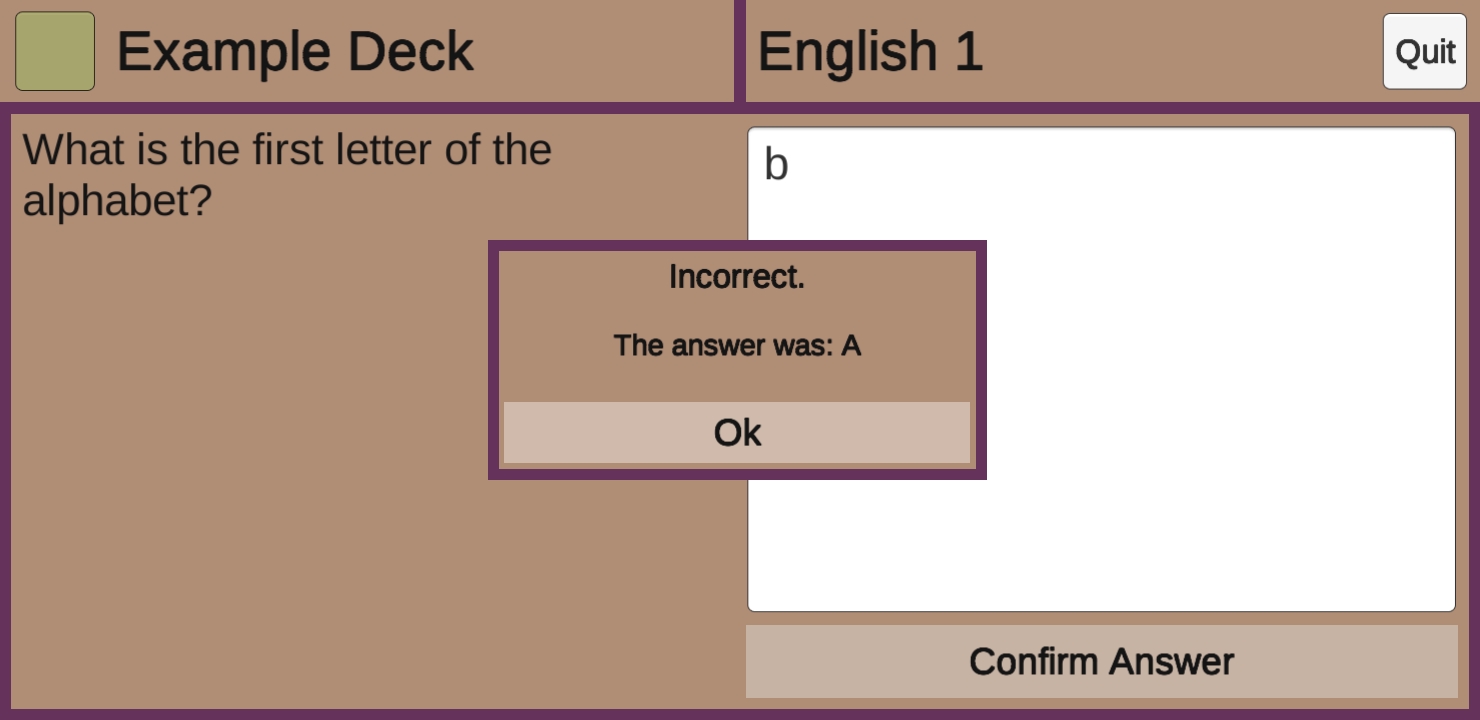 Example Deck
English 1
Quit
What is the first letter of the
alphabet?
b
Incorrect.
The answer was: A
Ok
Confirm Answer